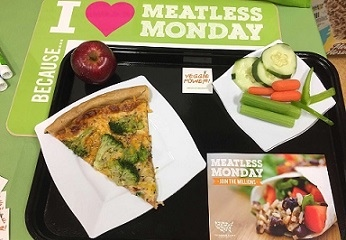 I MEATLESS
MONDAY
BECAUSE...
veggie
POWER!
MEATLESS
MONDAY
JOIN THE MILLIONS